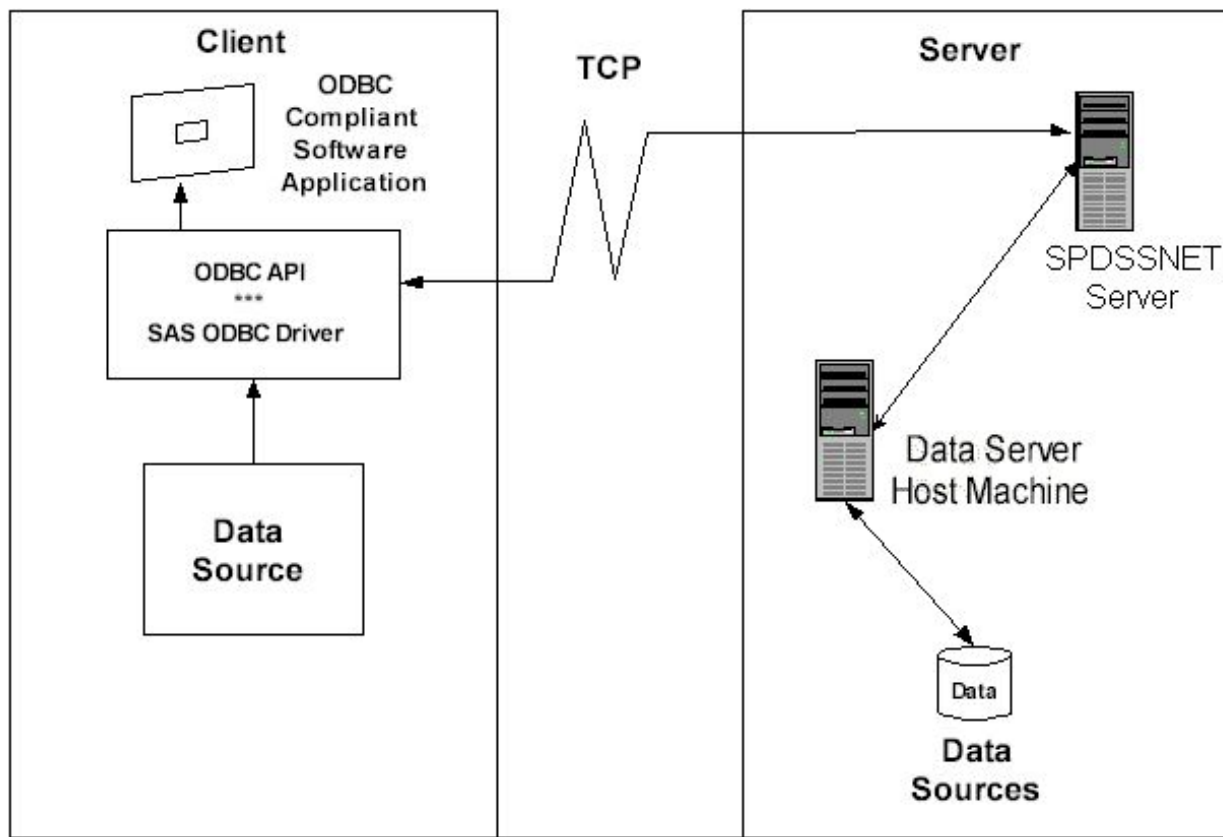 Client
ODBC
Compliant
Software
Application
ODBC API
***
SAS ODBC Driver
Data
Source
TCP
Server
SPDSSNET
Server
Data Server
Host Machine
Data
Data
Sources